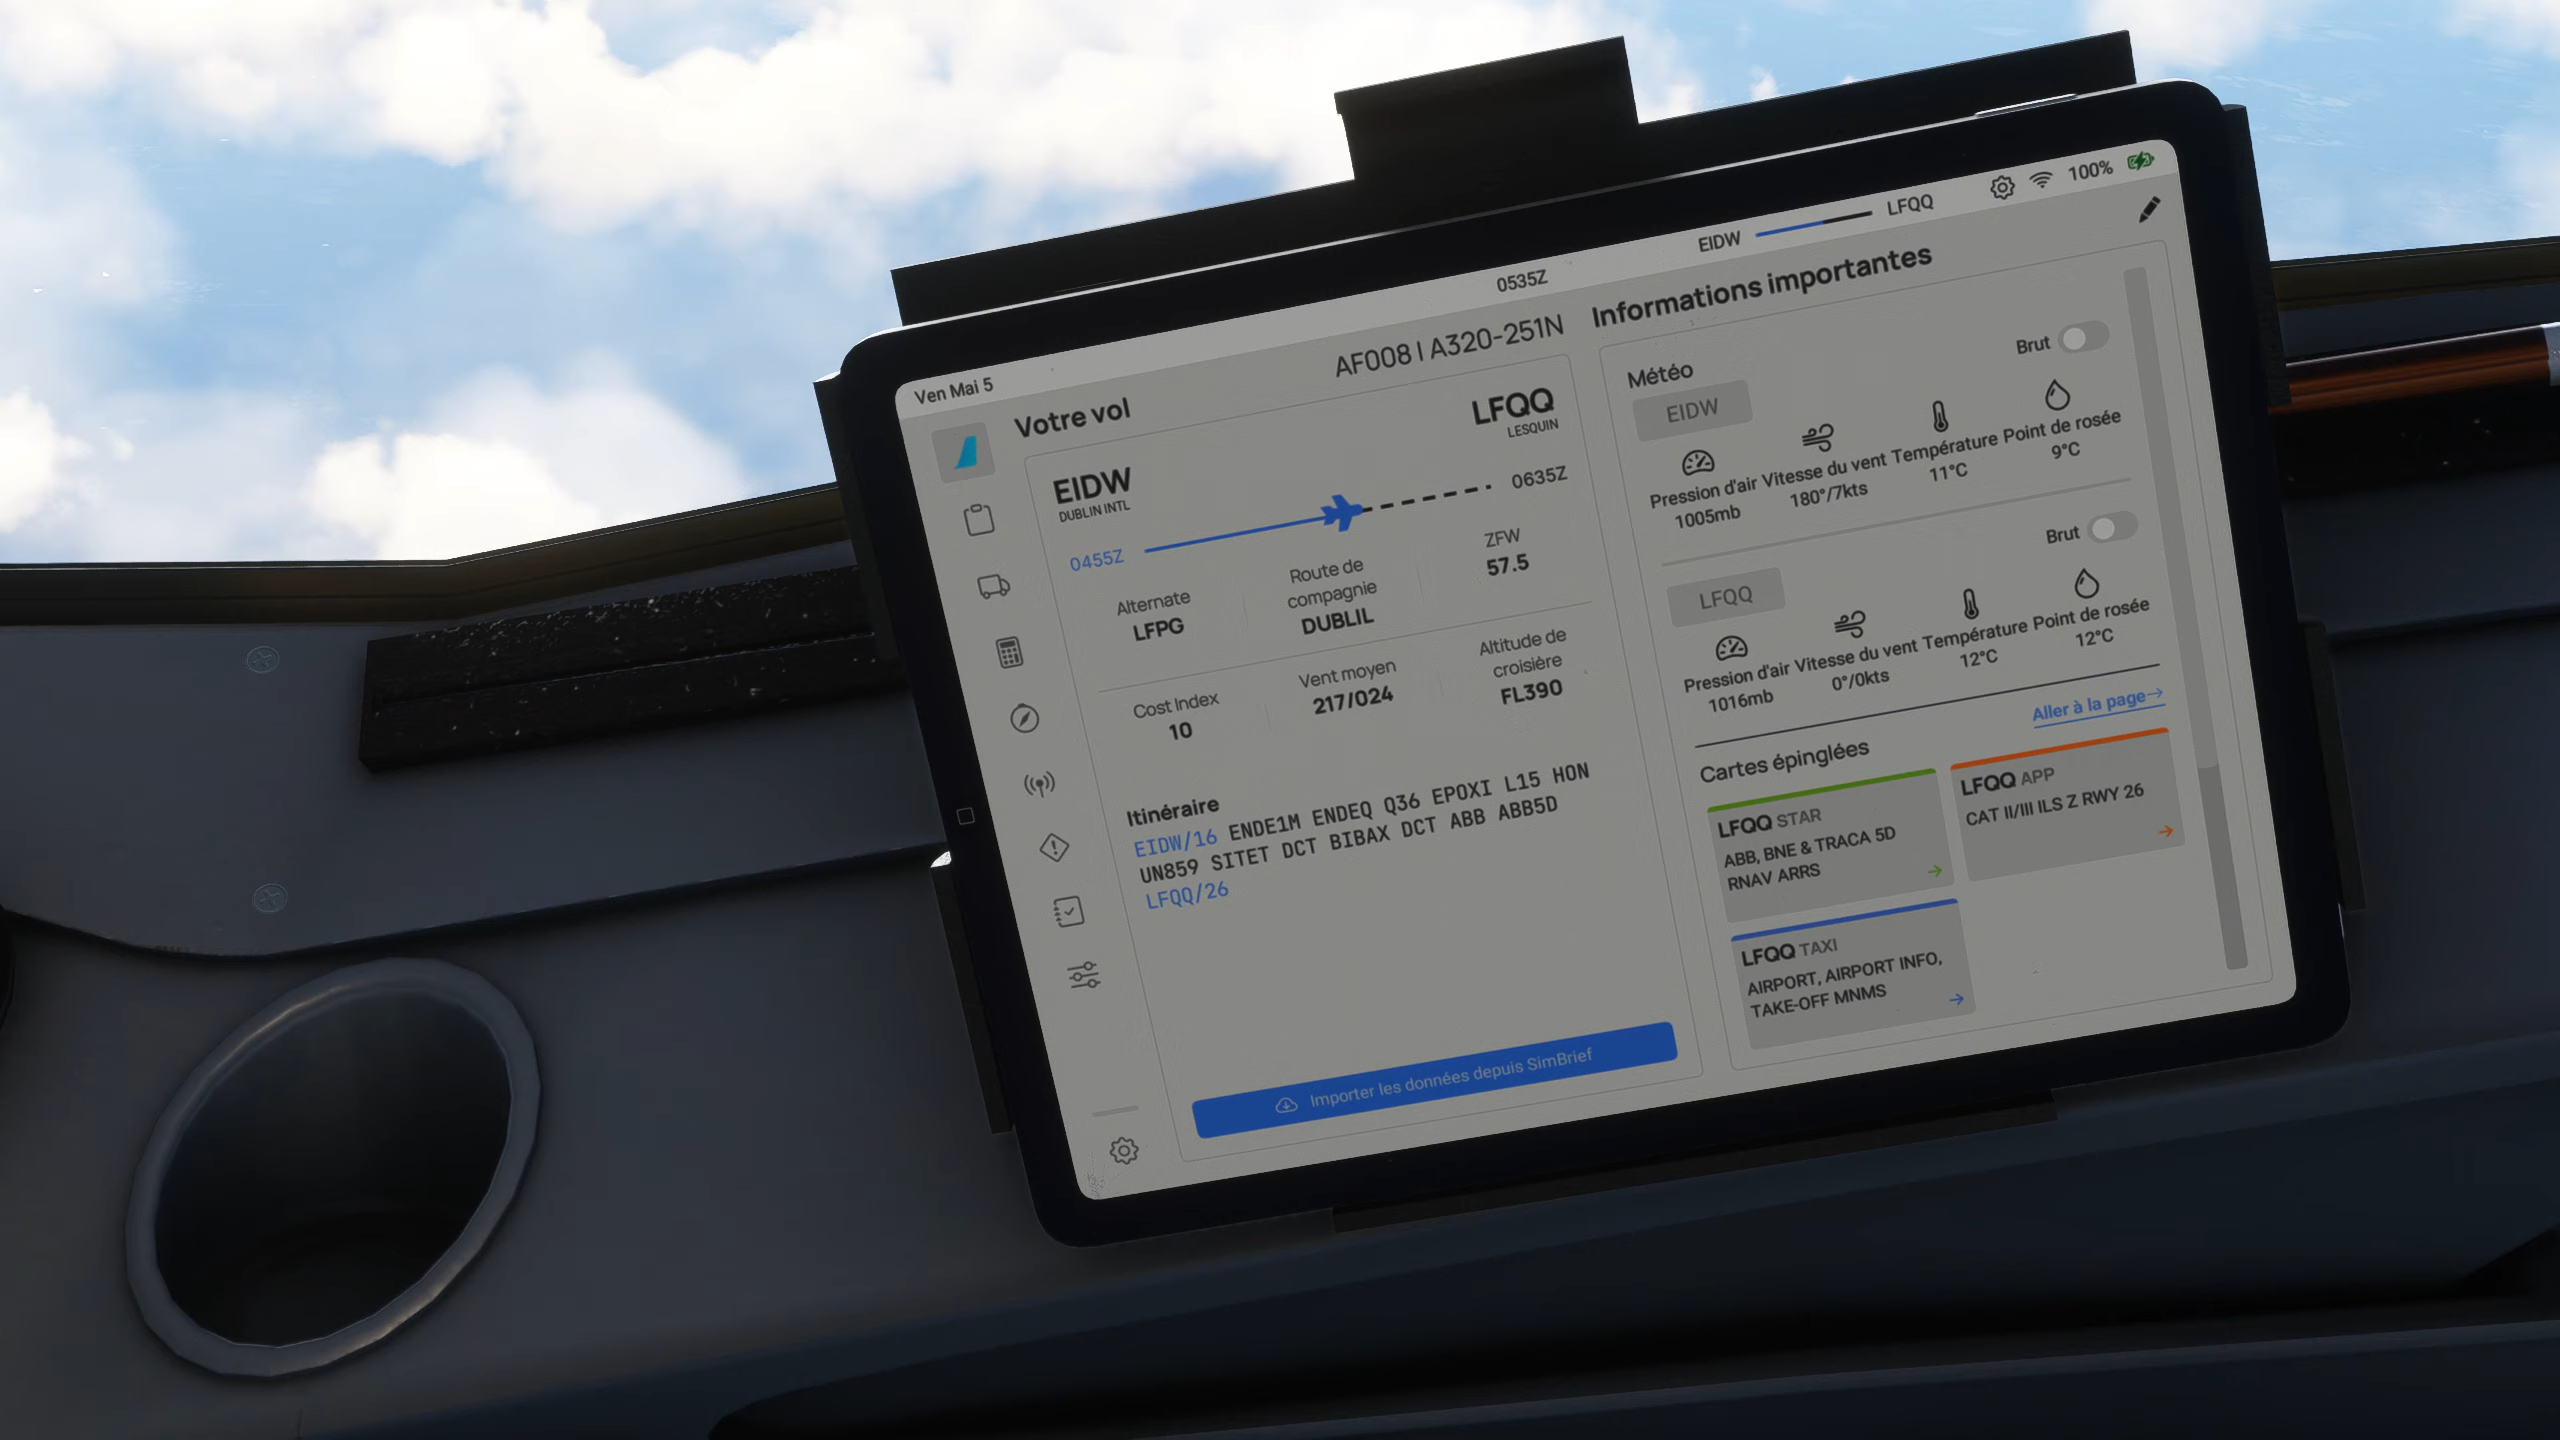 Ven Mai 5
0535Z
EIDW
LFQQ
100%
Votre vol
AF008 | A320-251N
EIDW
DUBLIN INTL
LFQQ
LESQUIN
0455Z
0635Z
Alternate
LFPG
Route de
compagnie
DUBLIL
ZFW
57.5
Cost Index
10
Vent moyen
217/024
Altitude de
croisière
FL390
Itinéraire
EIDW/16 ENDE1M ENDEQ Q36 EPOXI L15 HON
UN859 SITET DCT BIBAX DCT ABB ABB5D
LFQQ/26
Importer les données depuis SimBrief
Informations importantes
Météo
Brut
EIDW
Pression d'air
1005mb
Vitesse du vent
180°/7kts
Température
11°C
Point de rosée
9°C
Brut
LFQQ
Pression d'air
1016mb
Vitesse du vent
0°/0kts
Température
12°C
Point de rosée
12°C
Aller à la page
Cartes épinglées
LFQQ STAR
ABB, BNE & TRACA 5D
RNAV ARRS
LFQQ APP
CAT II/III ILS Z RWY 26
LFQQ TAXI
AIRPORT, AIRPORT INFO,
TAKE-OFF MNMS